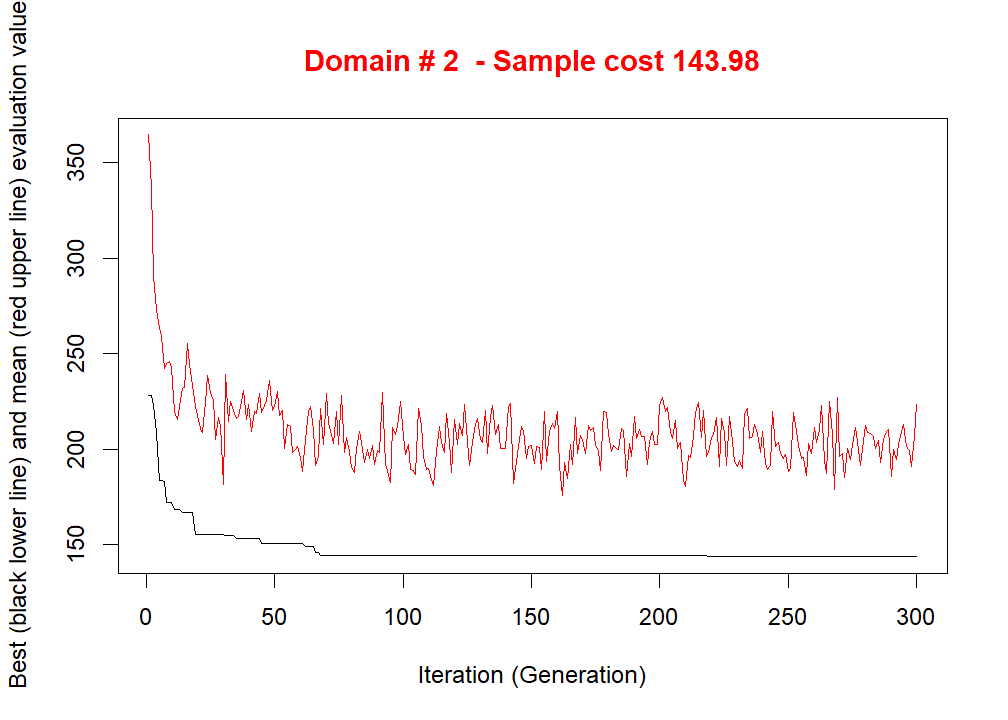 Domain # 2  - Sample cost 143.98
Best (black lower line) and mean (red upper line) evaluation value
350
300
250
200
150
0 50 100 150 200 250 300
Iteration (Generation)